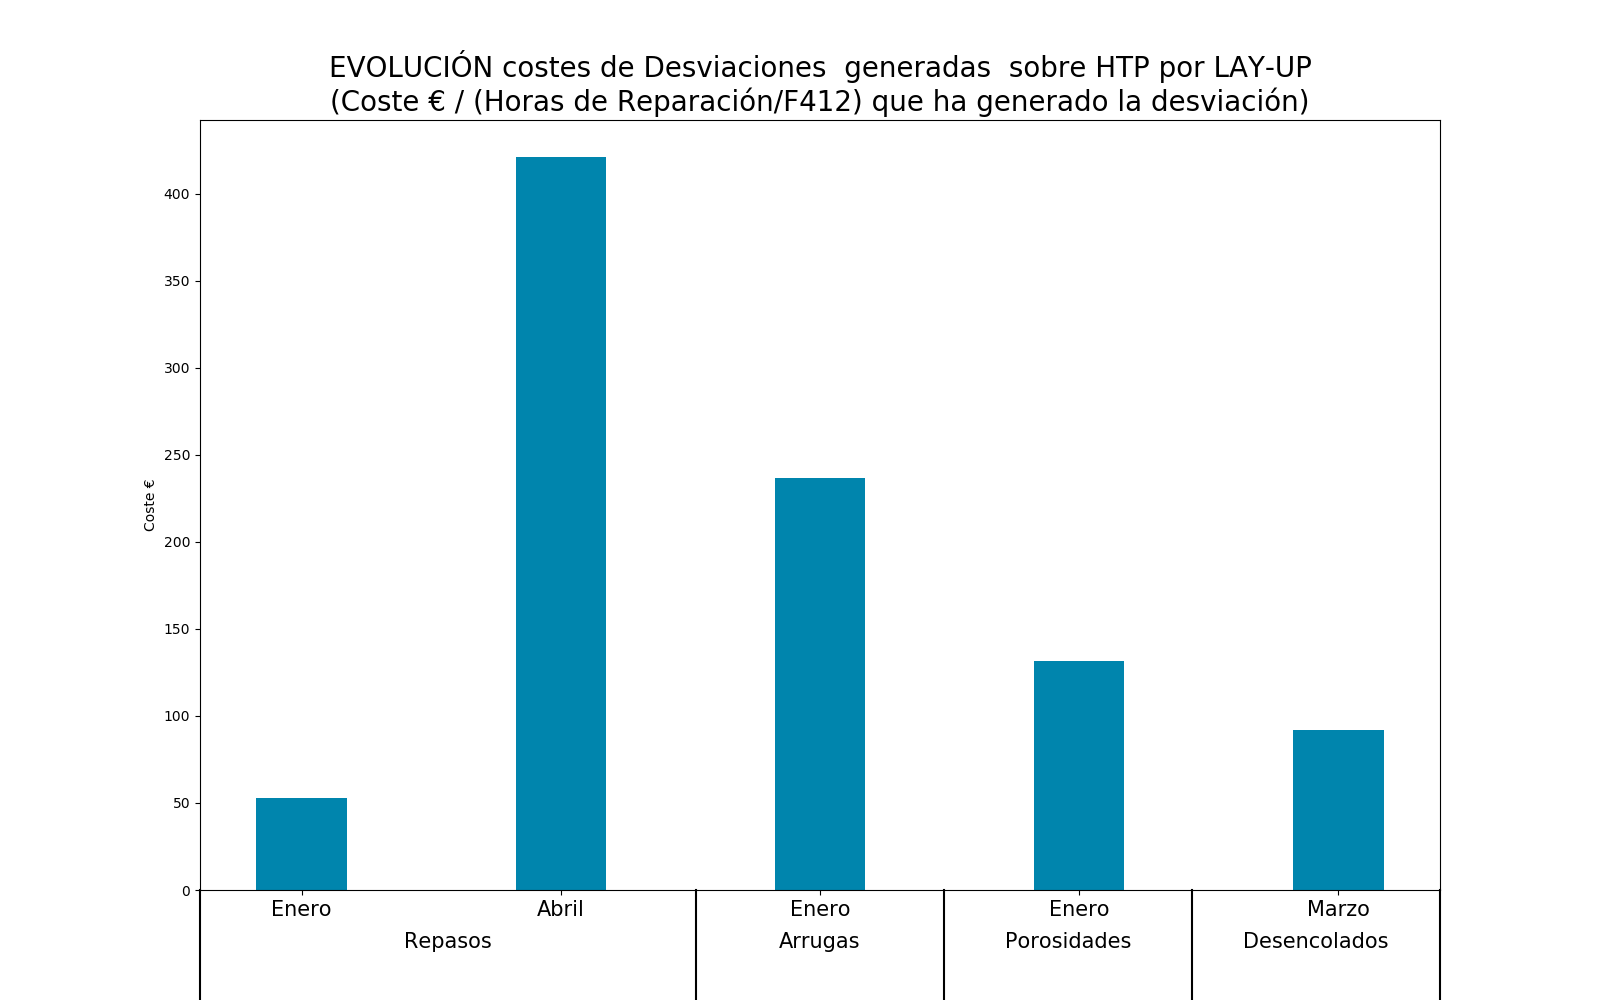 EVOLUCIÓN costes de Desviaciones  generadas  sobre HTP por LAY-UP
(Coste € / (Horas de Reparación/F412) que ha generado la desviación)
400
350
300
250
200
150
100
50
0
Coste €
Enero Abril Enero Enero Marzo
Repasos Arrugas Porosidades Desencolados